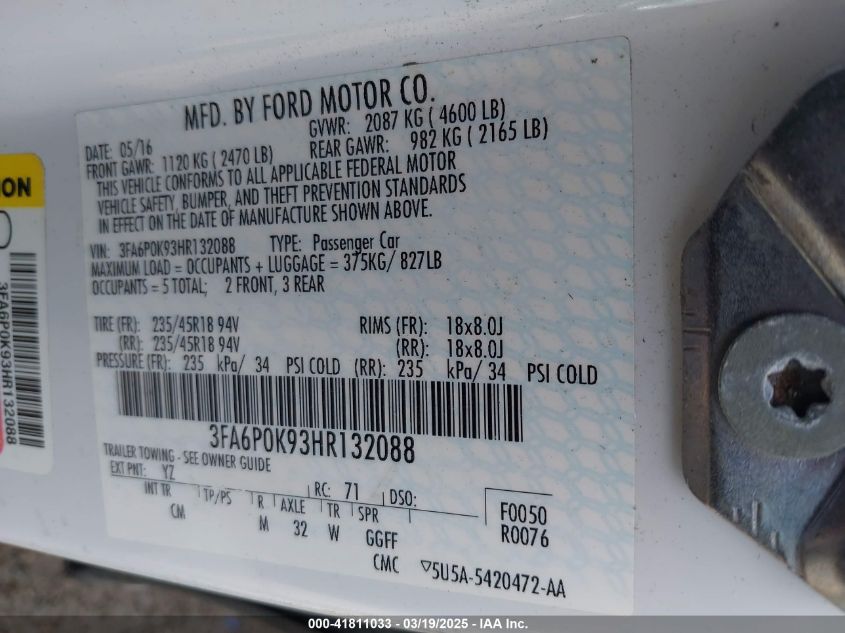 MFD. BY FORD MOTOR CO.
DATE: 05/16 GVWR: 2087 KG ( 4600 LB)
FRONT GAWR: 1120 KG ( 2470 LB) REAR GAWR: 982 KG ( 2165 LB)
THIS VEHICLE CONFORMS TO ALL APPLICABLE FEDERAL MOTOR
VEHICLE SAFETY, BUMPER, AND THEFT PREVENTION STANDARDS
IN EFFECT ON THE DATE OF MANUFACTURE SHOWN ABOVE.
VIN: 3FA6P0K93HR132088 TYPE: Passenger Car
MAXIMUM LOAD = OCCUPANTS + LUGGAGE = 375KG/ 827LB
OCCUPANTS = 5 TOTAL; 2 FRONT, 3 REAR
TIRE (FR): 235/45R18 94V RIMS (FR): 18x8.0J
(RR): 235/45R18 94V (RR): 18x8.0J
PRESSURE (FR): 235 kPa/ 34 PSI COLD (RR): 235 kPa/ 34 PSI COLD
3FA6P0K93HR132088
TRAILER TOWING - SEE OWNER GUIDE
EXT PNT: YZ RC: 71 DSO:
INT TR TP/PS R AXLE TR SPR
CM M 32 W GGFF
F0050
R0076
CMC ▽5U5A-5420472-AA
ION
3FA6P0K93HR132088
000-41811033 - 03/19/2025 - IAA Inc.